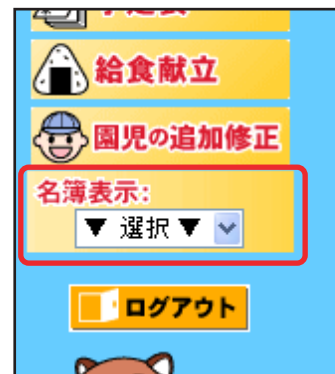 給食献立
園児の追加修正
名簿表示:
▼ 選択 ▼
ログアウト